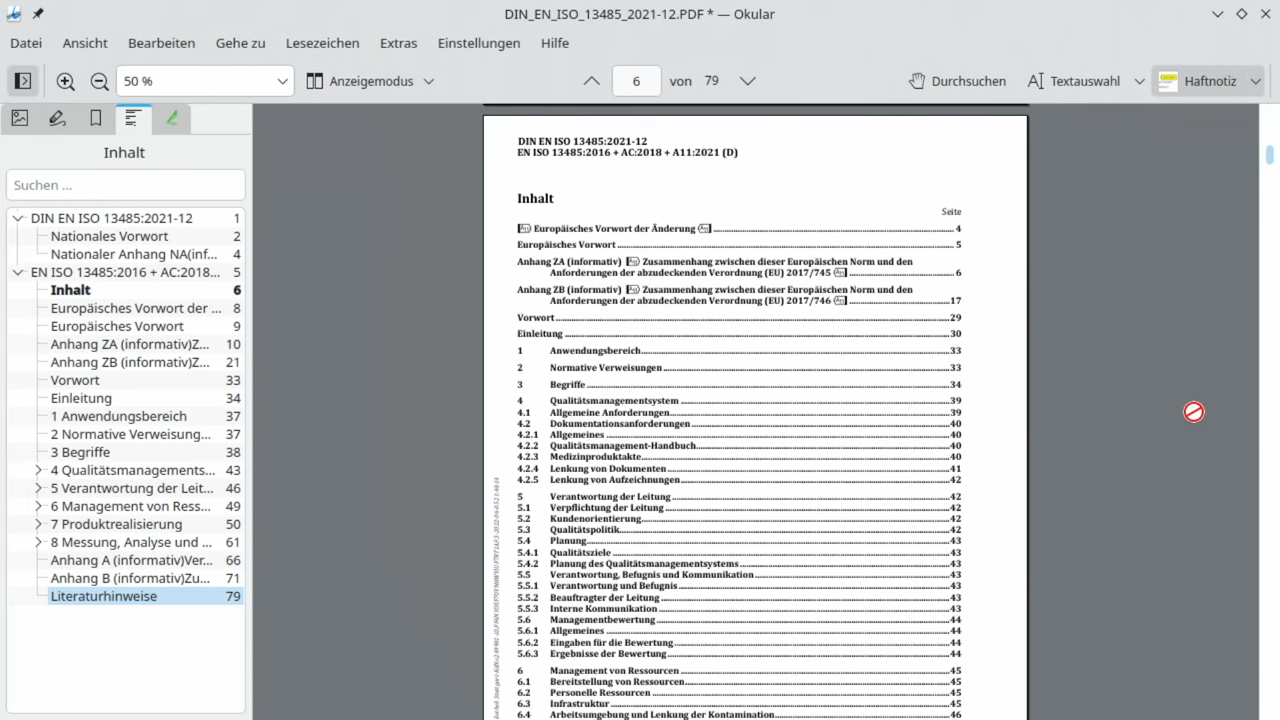 DIN_EN_ISO_13485_2021-12.PDF * — Okular
Datei Ansicht Bearbeiten Gehe zu Lesezeichen Extras Einstellungen Hilfe
50 % Anzeigemodus 6 von 79 Durchsuchen Textauswahl Haftnotiz
Inhalt
Suchen ...
DIN EN ISO 13485:2021-12 1
Nationales Vorwort 2
Nationaler Anhang NA(inf... 4
EN ISO 13485:2016 + AC:2018... 5
Inhalt 6
Europäisches Vorwort der ... 8
Europäisches Vorwort 9
Anhang ZA (informativ)Z... 10
Anhang ZB (informativ)Z... 21
Vorwort 33
Einleitung 34
1 Anwendungsbereich 37
2 Normative Verweisung... 37
3 Begriffe 38
4 Qualitätsmanagements... 43
5 Verantwortung der Leit... 46
6 Management von Ress... 49
7 Produktrealisierung 50
8 Messung, Analyse und ... 61
Anhang A (informativ)Ver... 66
Anhang B (informativ)Zu... 71
Literaturhinweise 79
DIN EN ISO 13485:2021-12
EN ISO 13485:2016 + AC:2018 + A11:2021 (D)
Inhalt
Seite
Europäisches Vorwort der Änderung 4
Europäisches Vorwort 5
Anhang ZA (informativ) Zusammenhang zwischen dieser Europäischen Norm und den
Anforderungen der abzudeckenden Verordnung (EU) 2017/745 6
Anhang ZB (informativ) Zusammenhang zwischen dieser Europäischen Norm und den
Anforderungen der abzudeckenden Verordnung (EU) 2017/746 17
Vorwort 29
Einleitung 30
1 Anwendungsbereich 33
2 Normative Verweisungen 33
3 Begriffe 34
4 Qualitätsmanagementsystem 39
4.1 Allgemeine Anforderungen 39
4.2 Dokumentationsanforderungen 40
4.2.1 Allgemeines 40
4.2.2 Qualitätsmanagement-Handbuch 40
4.2.3 Medizinproduktakte 40
4.2.4 Lenkung von Dokumenten 41
4.2.5 Lenkung von Aufzeichnungen 42
5 Verantwortung der Leitung 42
5.1 Verpflichtung der Leitung 42
5.2 Kundenorientierung 42
5.3 Qualitätspolitik 42
5.4 Planung 43
5.4.1 Qualitätsziele 43
5.4.2 Planung des Qualitätsmanagementsystems 43
5.5 Verantwortung, Befugnis und Kommunikation 43
5.5.1 Verantwortung und Befugnis 43
5.5.2 Beauftragter der Leitung 43
5.5.3 Interne Kommunikation 43
5.6 Managementbewertung 44
5.6.1 Allgemeines 44
5.6.2 Eingaben für die Bewertung 44
5.6.3 Ergebnisse der Bewertung 44
6 Management von Ressourcen 45
6.1 Bereitstellung von Ressourcen 45
6.2 Personelle Ressourcen 45
6.3 Infrastruktur 45
6.4 Arbeitsumgebung und Lenkung der Kontamination 46